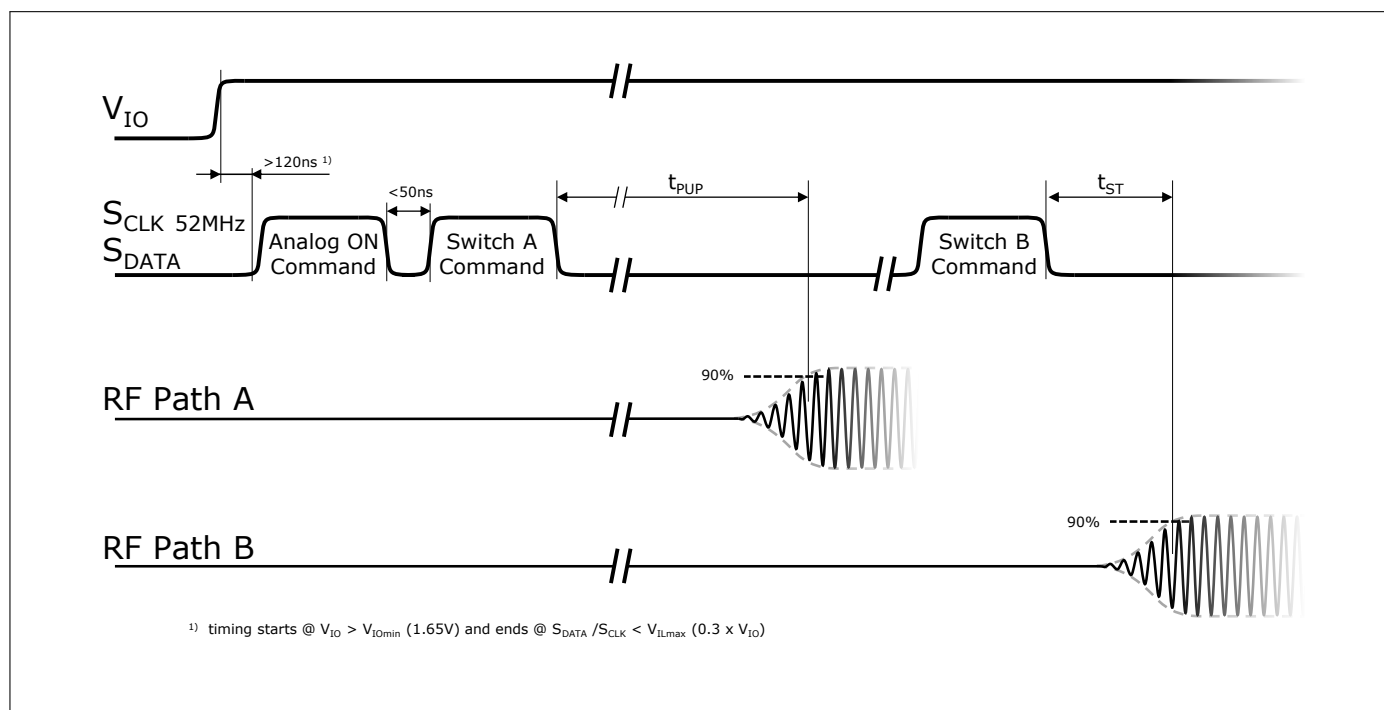 V_IO
>120ns ¹⁾
<50ns
t_PUP
t_ST
S_CLK 52MHz
S_DATA
Analog ON
Command
Switch A
Command
Switch B
Command
90%
RF Path A
90%
RF Path B
¹⁾ timing starts @ V_IO > V_IOmin (1.65V) and ends @ S_DATA /S_CLK < V_ILmax (0.3 x V_IO)